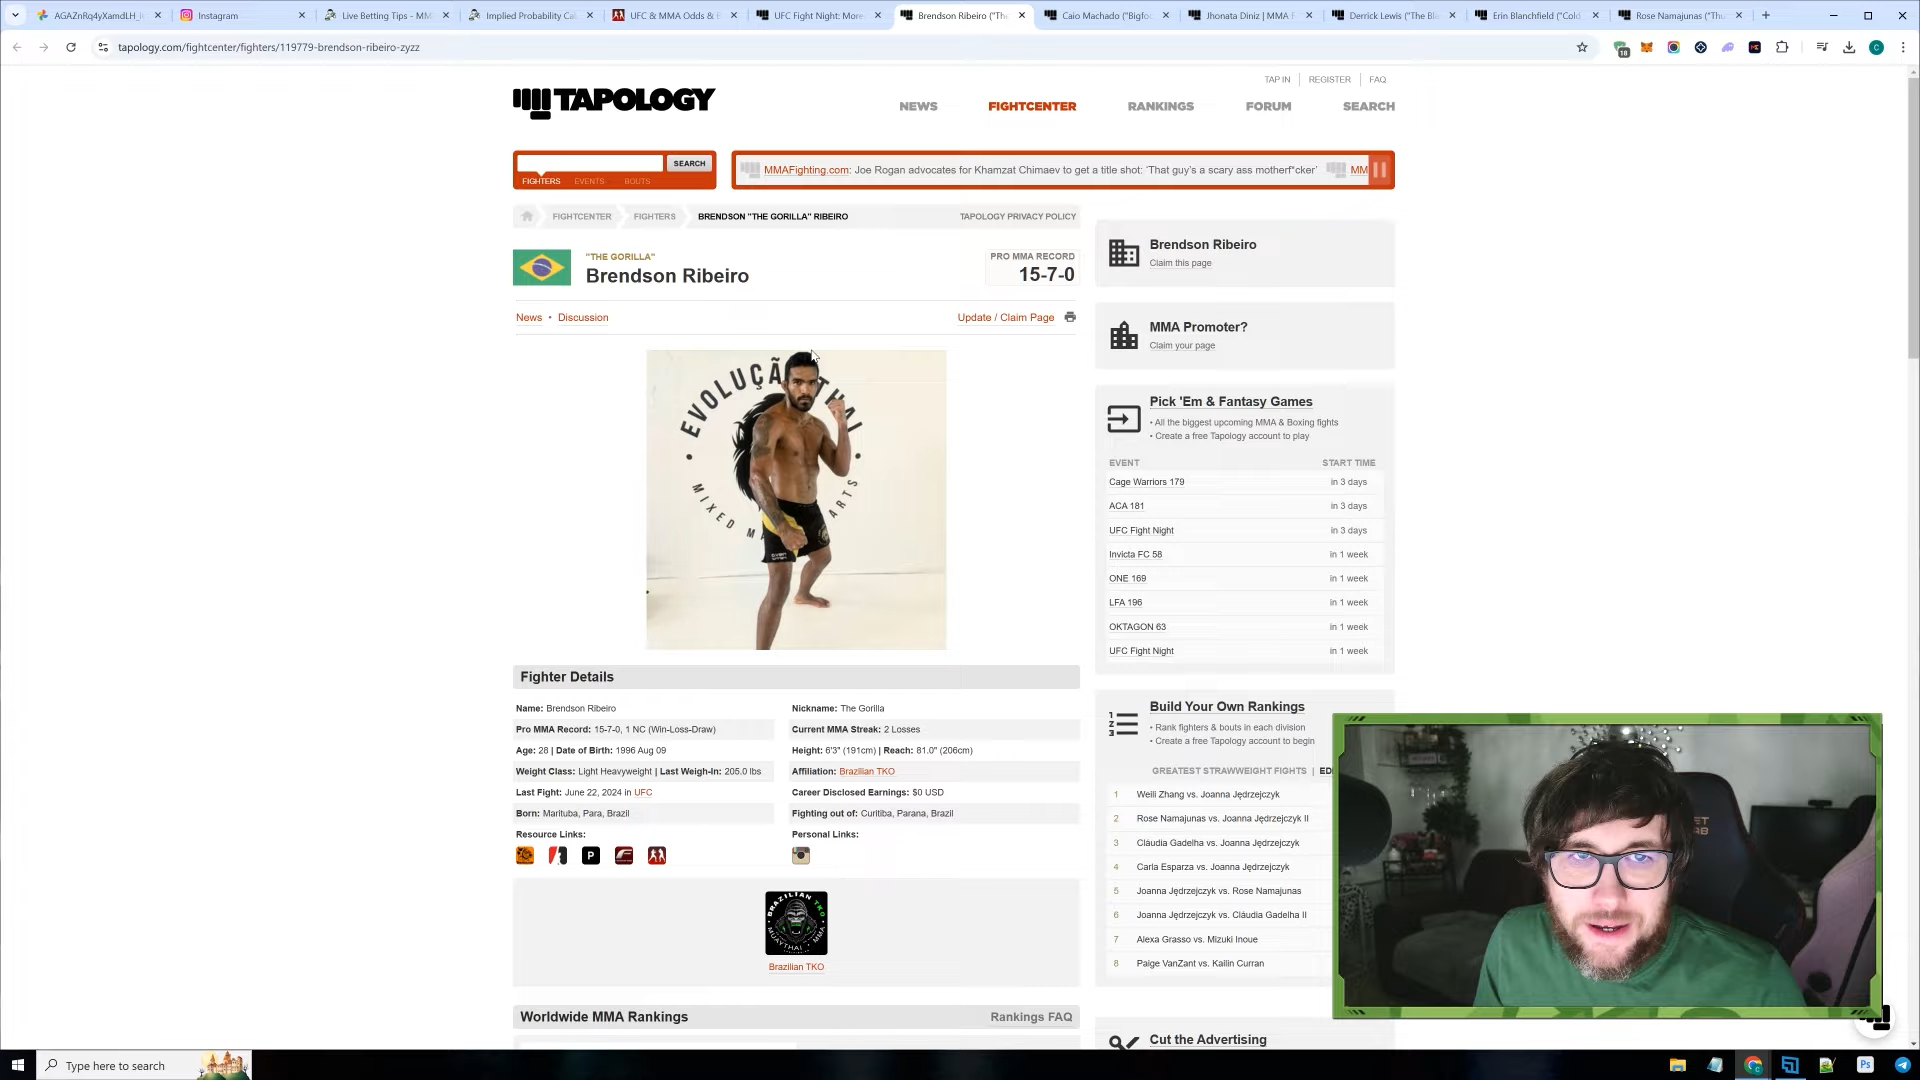 AGAZnRq4yXamdLH_i
Instagram
Live Betting Tips - MM
Implied Probability Ca
UFC & MMA Odds & B
UFC Fight Night: More
Brendson Ribeiro ("The
Caio Machado ("Bigfoo
Jhonata Diniz | MMA F
Derrick Lewis ("The Bla
Erin Blanchfield ("Cold
Rose Namajunas ("Thu
tapology.com/fightcenter/fighters/119779-brendson-ribeiro-zyzz
18
TAP IN
REGISTER
FAQ
TAPOLOGY
NEWS
FIGHTCENTER
RANKINGS
FORUM
SEARCH
SEARCH
FIGHTERS
EVENTS
BOUTS
MMAFighting.com: Joe Rogan advocates for Khamzat Chimaev to get a title shot: 'That guy's a scary ass motherf*cker'
MM
FIGHTCENTER
FIGHTERS
BRENDSON "THE GORILLA" RIBEIRO
TAPOLOGY PRIVACY POLICY
"THE GORILLA"
Brendson Ribeiro
PRO MMA RECORD
15-7-0
News • Discussion
Update / Claim Page
EVOLUÇÃ THAI
MIXED M ARTS
Fighter Details
Name: Brendson Ribeiro
Nickname: The Gorilla
Pro MMA Record: 15-7-0, 1 NC (Win-Loss-Draw)
Current MMA Streak: 2 Losses
Age: 28 | Date of Birth: 1996 Aug 09
Height: 6'3" (191cm) | Reach: 81.0" (206cm)
Weight Class: Light Heavyweight | Last Weigh-In: 205.0 lbs
Affiliation: Brazilian TKO
Last Fight: June 22, 2024 in UFC
Career Disclosed Earnings: $0 USD
Born: Marituba, Para, Brazil
Fighting out of: Curitiba, Parana, Brazil
Resource Links:
Personal Links:
P
BRAZILIAN TKO
MUAYTHAI MMA
Brazilian TKO
Worldwide MMA Rankings
Rankings FAQ
Brendson Ribeiro
Claim this page
MMA Promoter?
Claim your page
Pick 'Em & Fantasy Games
• All the biggest upcoming MMA & Boxing fights
• Create a free Tapology account to play
EVENT
START TIME
Cage Warriors 179
in 3 days
ACA 181
in 3 days
UFC Fight Night
in 3 days
Invicta FC 58
in 1 week
ONE 169
in 1 week
LFA 196
in 1 week
OKTAGON 63
in 1 week
UFC Fight Night
in 1 week
Build Your Own Rankings
• Rank fighters & bouts in each division
• Create a free Tapology account to begin
GREATEST STRAWWEIGHT FIGHTS | ED
1 Weili Zhang vs. Joanna Jędrzejczyk
2 Rose Namajunas vs. Joanna Jędrzejczyk II
3 Cláudia Gadelha vs. Joanna Jędrzejczyk
4 Carla Esparza vs. Joanna Jędrzejczyk
5 Joanna Jędrzejczyk vs. Rose Namajunas
6 Joanna Jędrzejczyk vs. Cláudia Gadelha II
7 Alexa Grasso vs. Mizuki Inoue
8 Paige VanZant vs. Kailin Curran
Cut the Advertising
Type here to search
Ps